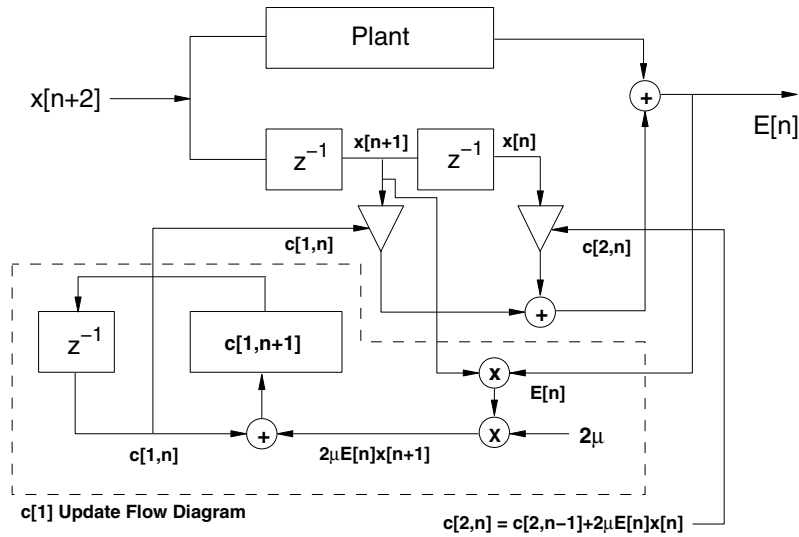 Plant
x[n+2]
+
E[n]
z⁻¹
x[n+1]
z⁻¹
x[n]
c[1,n]
c[2,n]
+
z⁻¹
c[1,n+1]
x
E[n]
+
x
2μ
c[1,n]
2μE[n]x[n+1]
c[1] Update Flow Diagram
c[2,n] = c[2,n−1]+2μE[n]x[n]